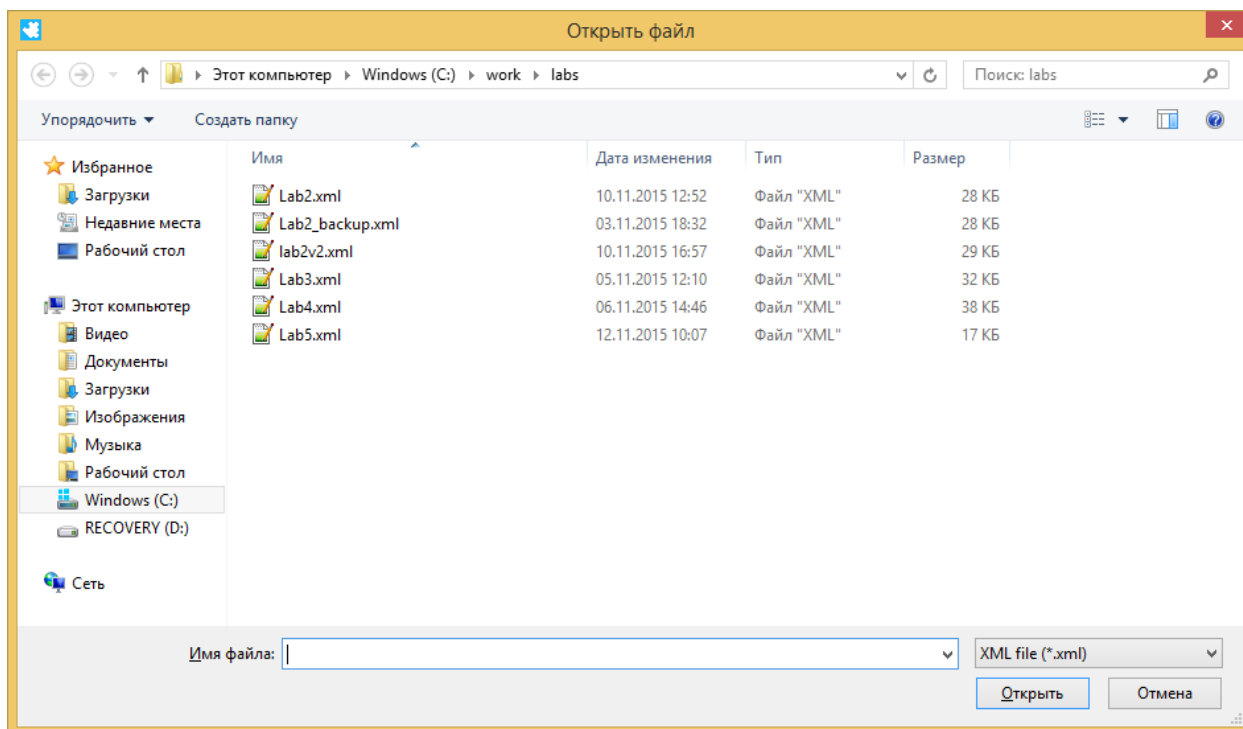 Открыть файл
Этот компьютер Windows (C:) work labs
Поиск: labs
Упорядочить Создать папку
Избранное
Загрузки
Недавние места
Рабочий стол
Этот компьютер
Видео
Документы
Загрузки
Изображения
Музыка
Рабочий стол
Windows (C:)
RECOVERY (D:)
Сеть
Имя Дата изменения Тип Размер
Lab2.xml 10.11.2015 12:52 Файл "XML" 28 КБ
Lab2_backup.xml 03.11.2015 18:32 Файл "XML" 28 КБ
lab2v2.xml 10.11.2015 16:57 Файл "XML" 29 КБ
Lab3.xml 05.11.2015 12:10 Файл "XML" 32 КБ
Lab4.xml 06.11.2015 14:46 Файл "XML" 38 КБ
Lab5.xml 12.11.2015 10:07 Файл "XML" 17 КБ
Имя файла: XML file (*.xml)
Открыть Отмена